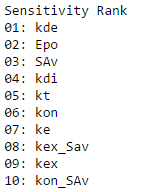 Sensitivity Rank
01: kde
02: Epo
03: SAv
04: kdi
05: kt
06: kon
07: ke
08: kex_Sav
09: kex
10: kon_SAv